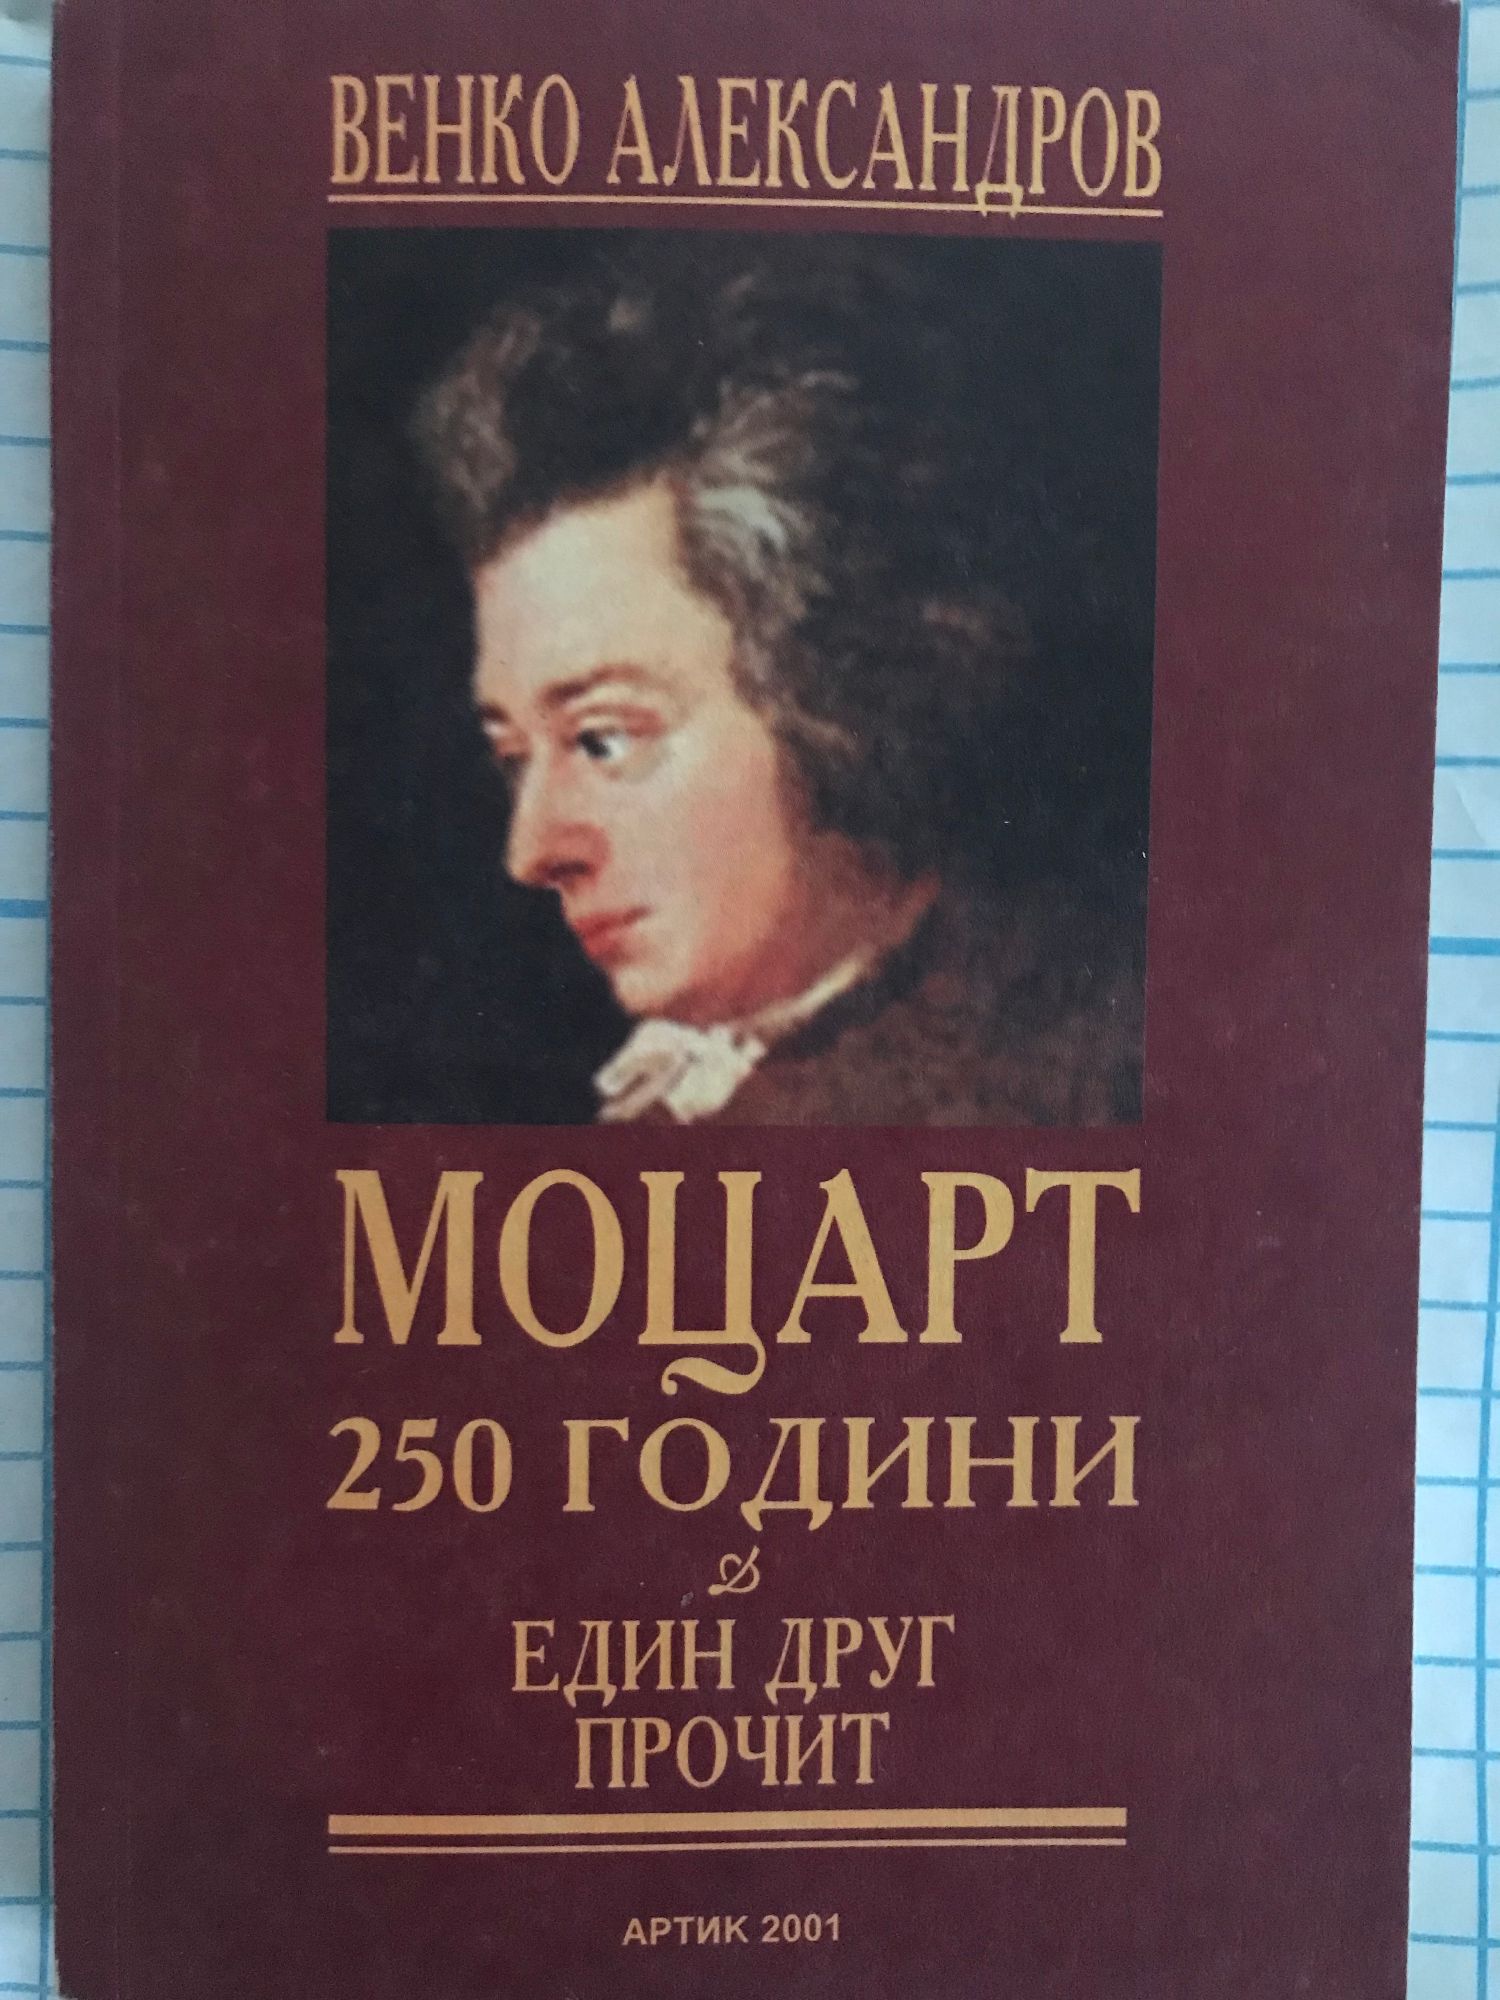 ВЕНКО АЛЕКСАНДРОВ
МОЦАРТ
250 ГОДИНИ
ЕДИН ДРУГ
ПРОЧИТ
АРТИК 2001